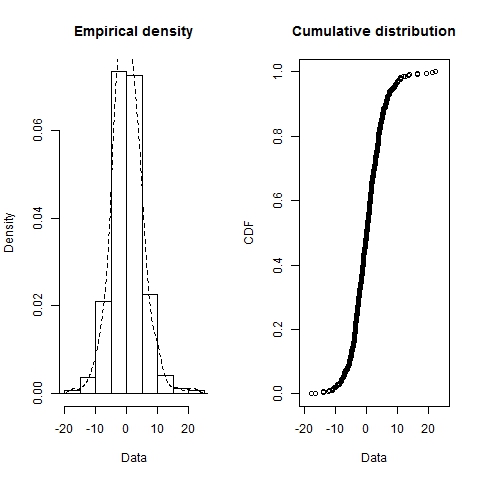 Empirical density
Density
0.00 0.02 0.04 0.06
-20 -10 0 10 20
Data
Cumulative distribution
CDF
0.0 0.2 0.4 0.6 0.8 1.0
-20 -10 0 10 20
Data